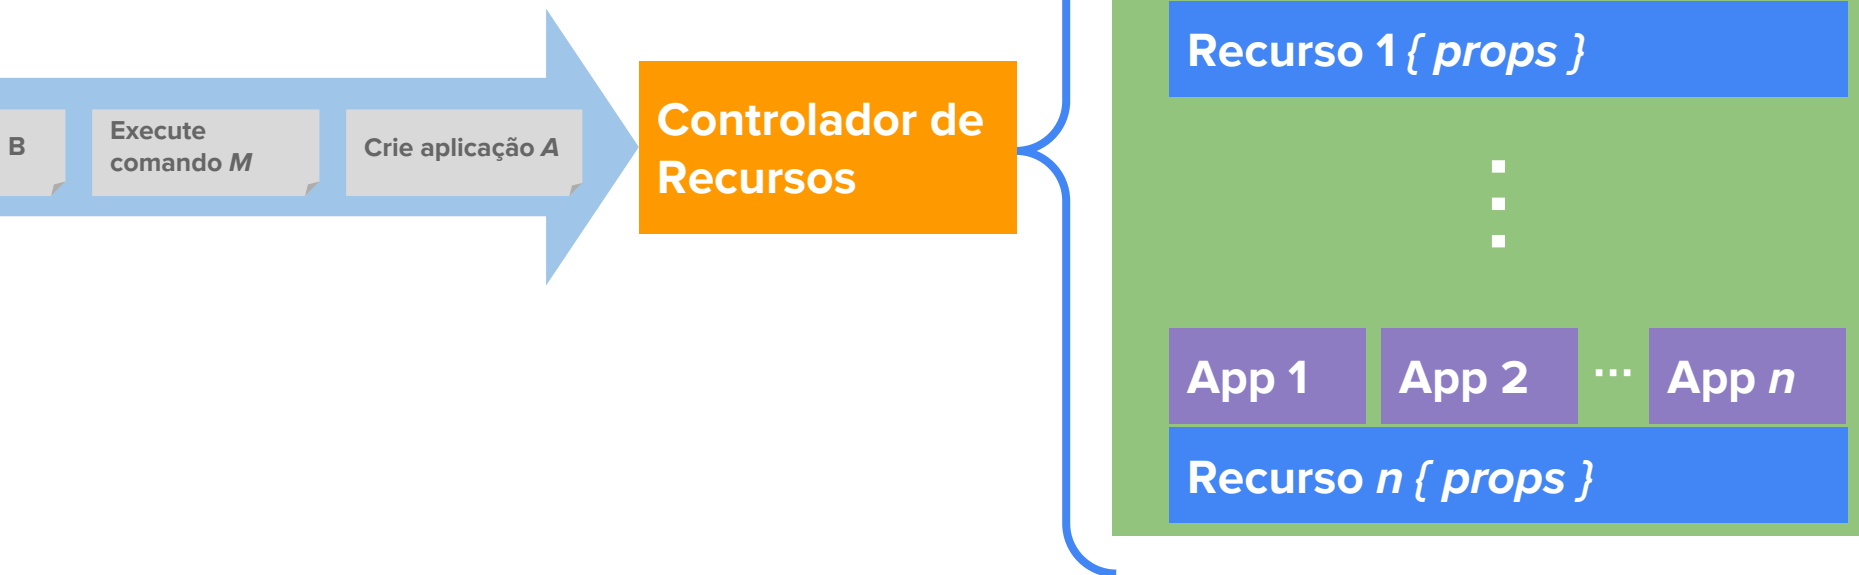 B
Execute
comando M
Crie aplicação A
Controlador de
Recursos
Recurso 1 { props }
App 1
App 2
...
App n
Recurso n { props }